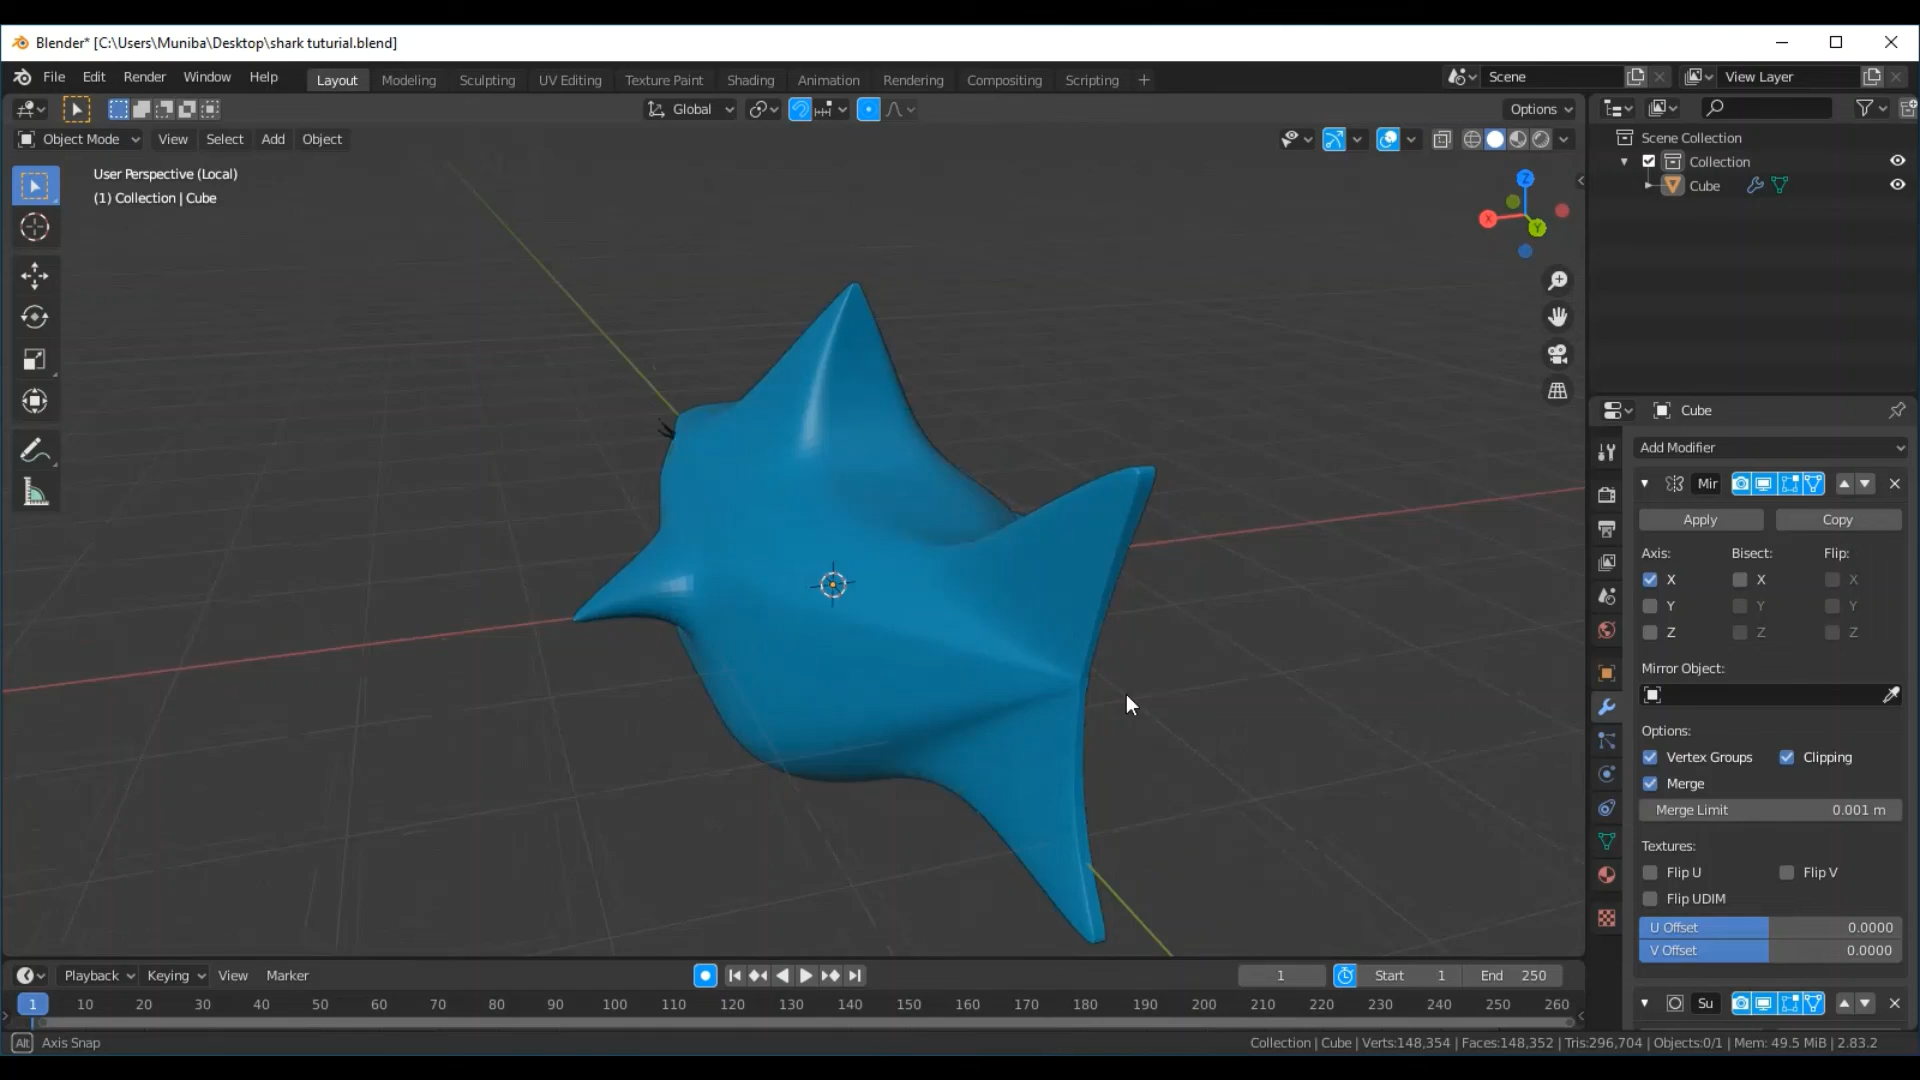 Blender* [C:\Users\Muniba\Desktop\shark tuturial.blend]
File Edit Render Window Help Layout Modeling Sculpting UV Editing Texture Paint Shading Animation Rendering Compositing Scripting + Scene View Layer
Global Options
Object Mode View Select Add Object
Scene Collection
Collection
Cube
User Perspective (Local)
(1) Collection | Cube
Z
X
Y
Cube
Add Modifier
Mir
Apply Copy
Axis: Bisect: Flip:
X X X
Y Y Y
Z Z Z
Mirror Object:
Options:
Vertex Groups Clipping
Merge
Merge Limit 0.001 m
Textures:
Flip U Flip V
Flip UDIM
U Offset 0.0000
V Offset 0.0000
Su
Playback Keying View Marker 1 Start 1 End 250
1 10 20 30 40 50 60 70 80 90 100 110 120 130 140 150 160 170 180 190 200 210 220 230 240 250 260
Alt Axis Snap
Collection | Cube | Verts:148,354 | Faces:148,352 | Tris:296,704 | Objects:0/1 | Mem: 49.5 MiB | 2.83.2